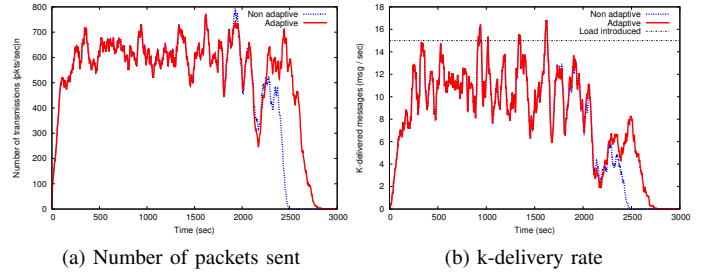 Number of transmissions (pkts/sec)n
800
700
600
500
400
300
200
100
0
Non adaptive
Adaptive
0 500 1000 1500 2000 2500 3000
Time (sec)
(a) Number of packets sent
K-delivered messages (msg / sec)
18
16
14
12
10
8
6
4
2
0
Non adaptive
Adaptive
Load introduced
0 500 1000 1500 2000 2500 3000
Time (sec)
(b) k-delivery rate